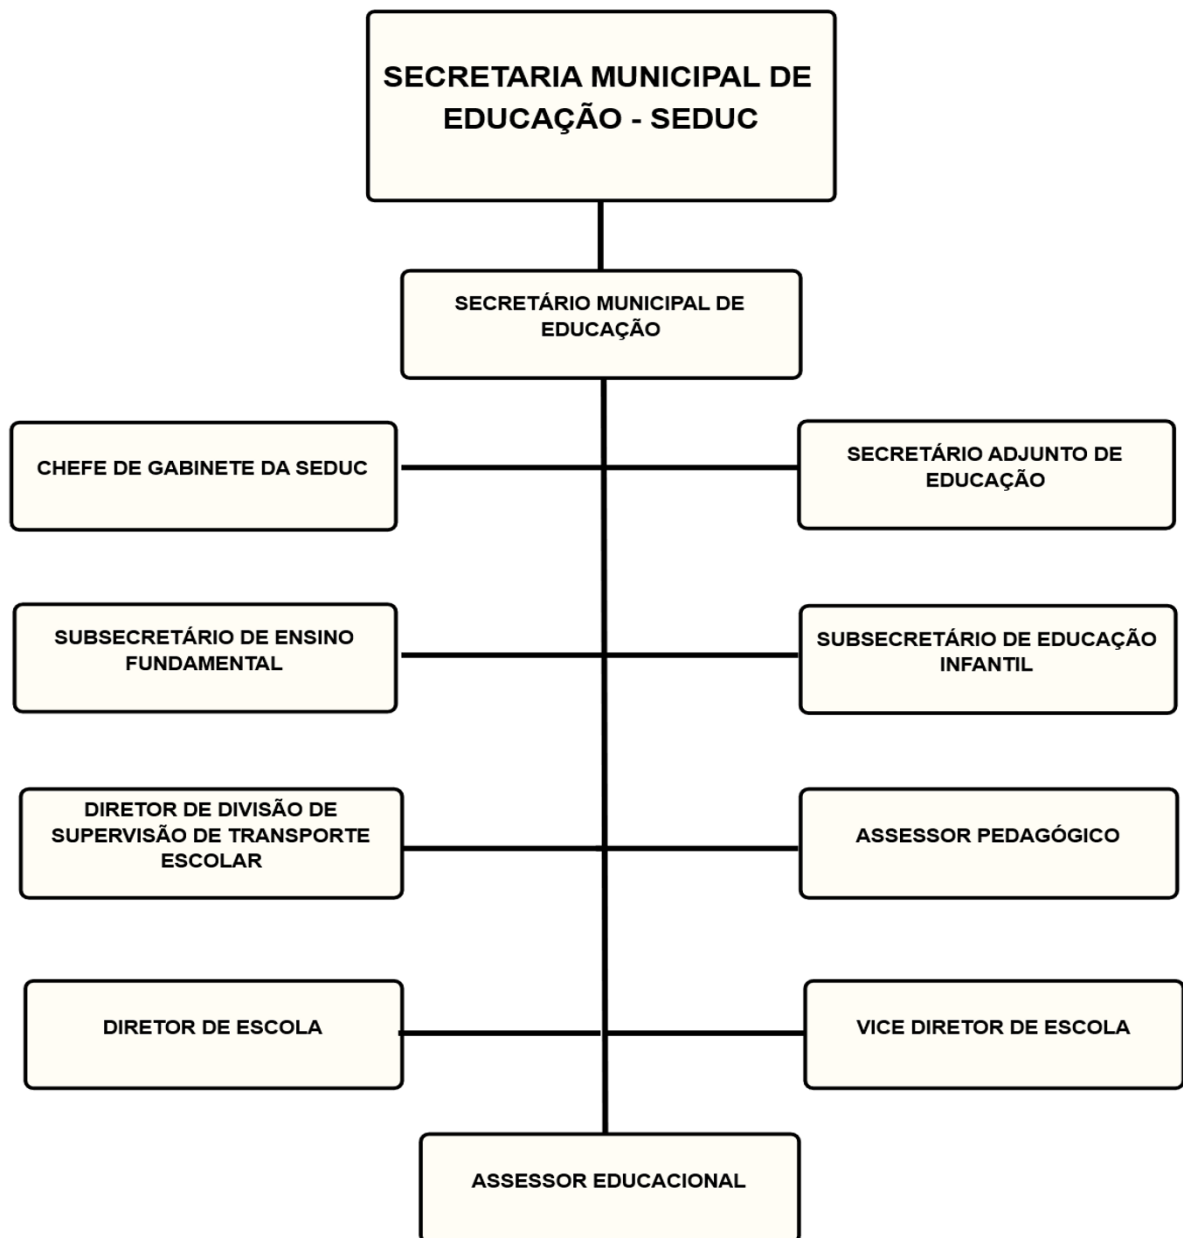 SECRETARIA MUNICIPAL DE
EDUCAÇÃO - SEDUC
SECRETÁRIO MUNICIPAL DE
EDUCAÇÃO
CHEFE DE GABINETE DA SEDUC
SECRETÁRIO ADJUNTO DE
EDUCAÇÃO
SUBSECRETÁRIO DE ENSINO
FUNDAMENTAL
SUBSECRETÁRIO DE EDUCAÇÃO
INFANTIL
DIRETOR DE DIVISÃO DE
SUPERVISÃO DE TRANSPORTE
ESCOLAR
ASSESSOR PEDAGÓGICO
DIRETOR DE ESCOLA
VICE DIRETOR DE ESCOLA
ASSESSOR EDUCACIONAL